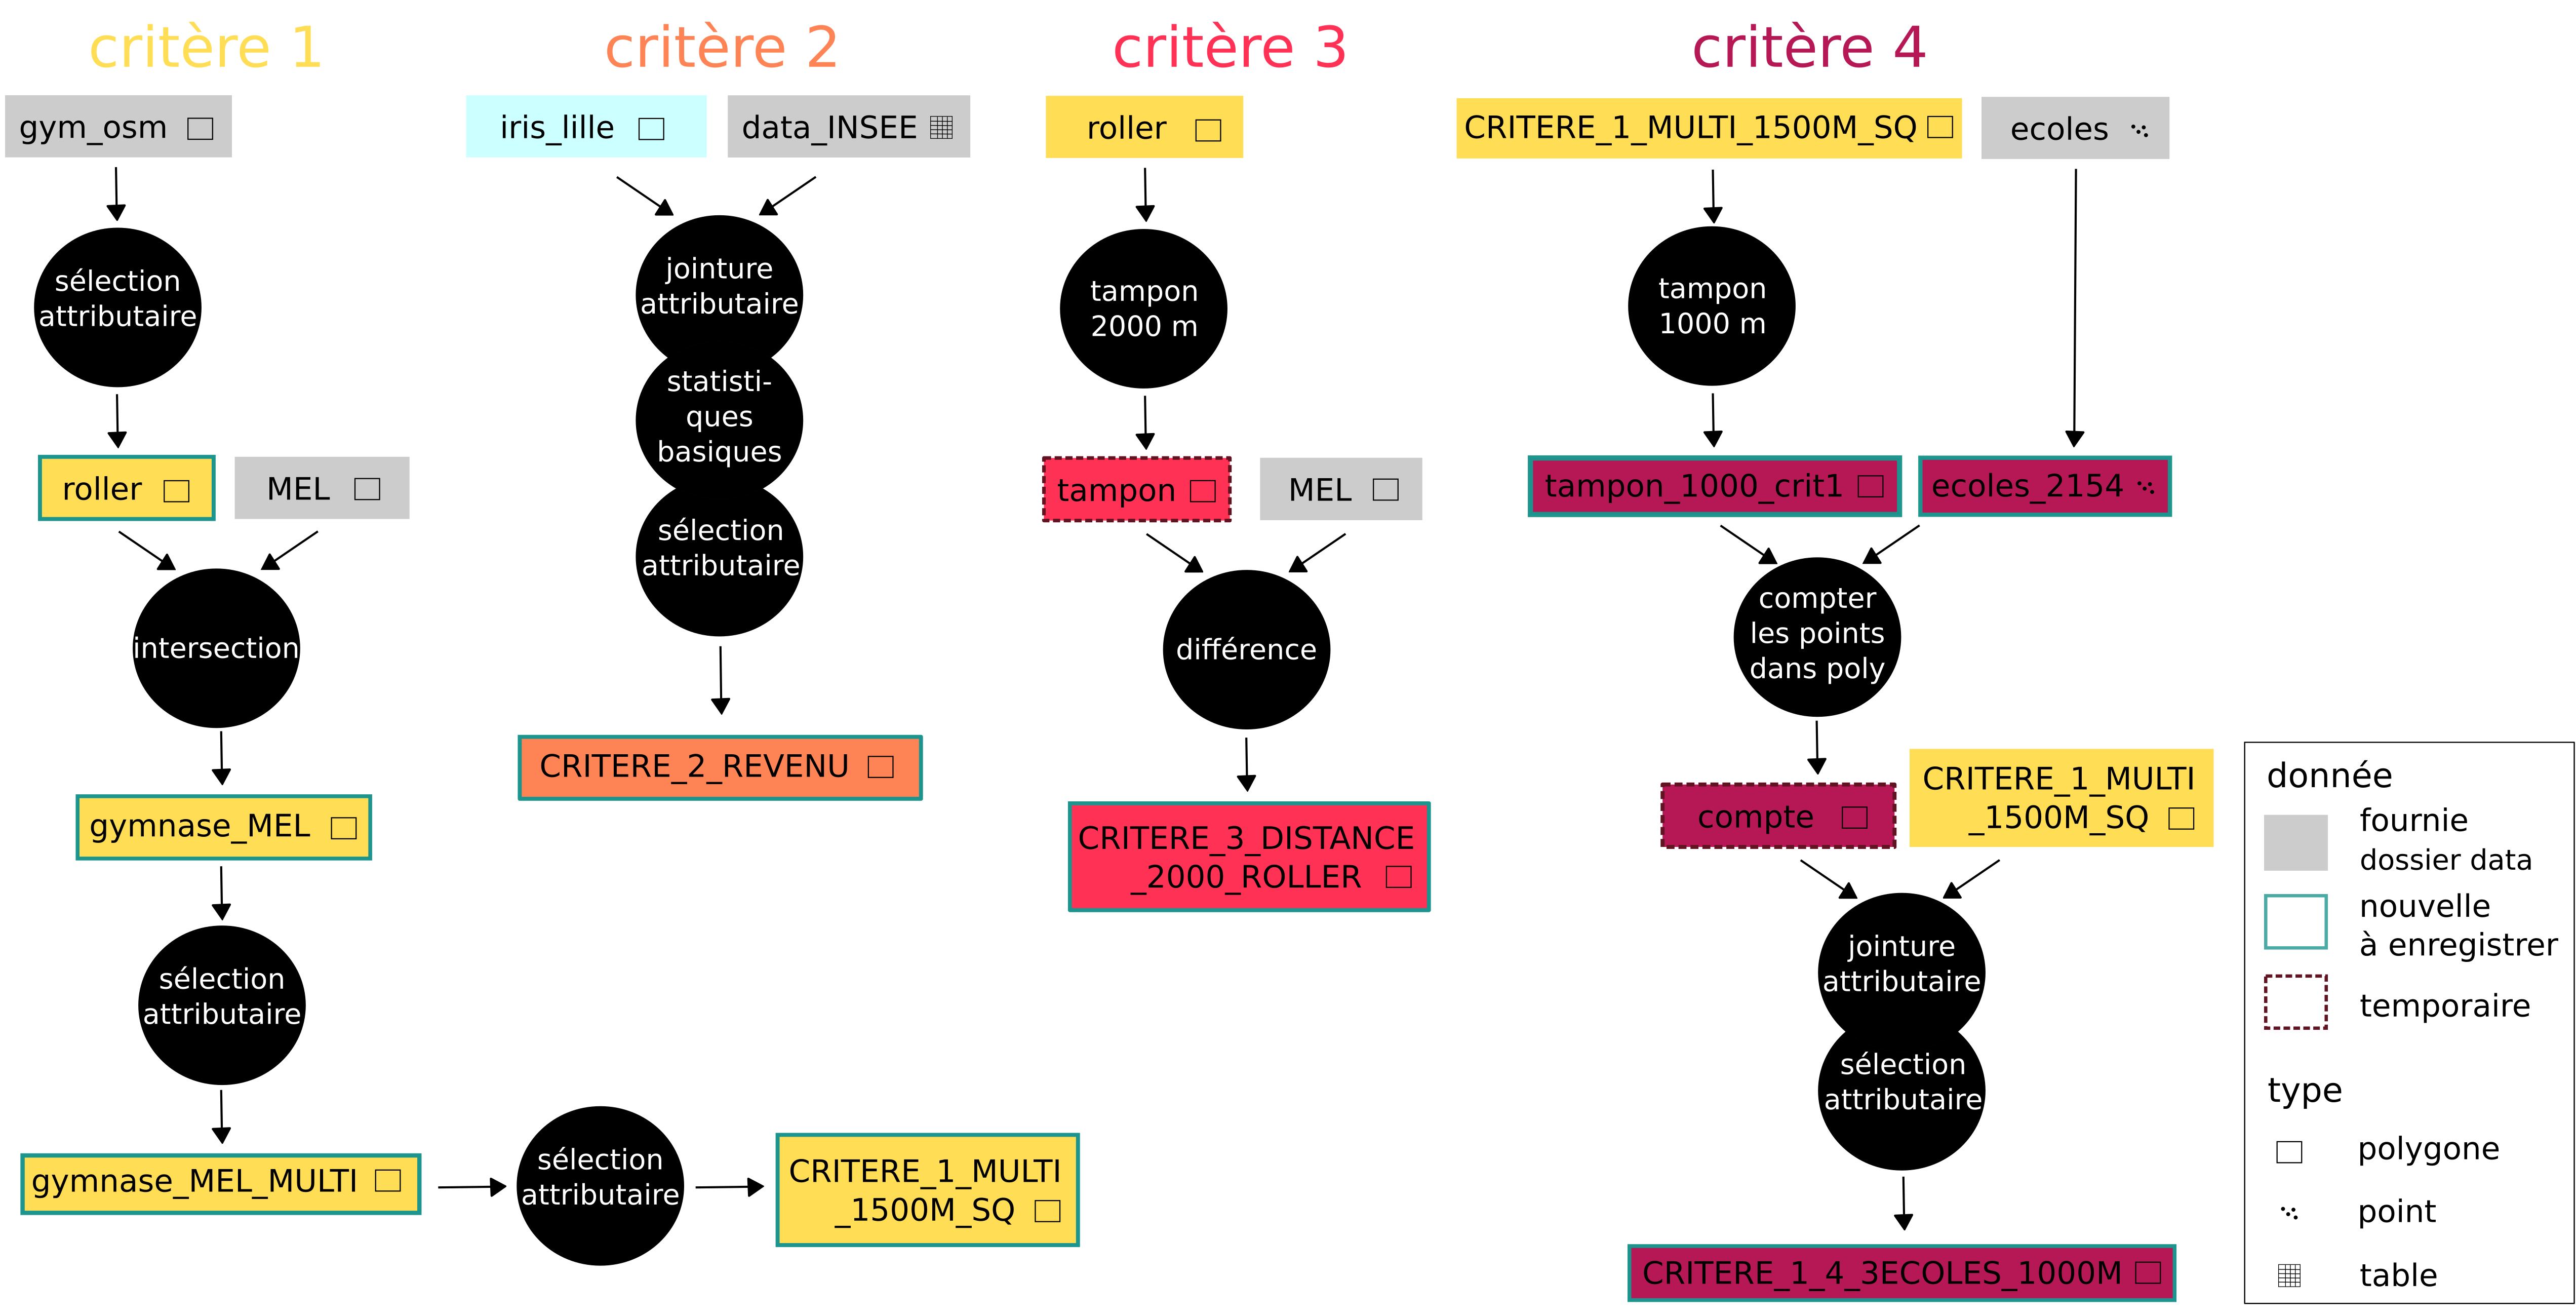 critère 1
gym_osm
sélection
attributaire
roller
MEL
intersection
gymnase_MEL
sélection
attributaire
gymnase_MEL_MULTI
sélection
attributaire
CRITERE_1_MULTI
_1500M_SQ
critère 2
iris_lille
data_INSEE
jointure
attributaire
statisti-
ques
basiques
sélection
attributaire
CRITERE_2_REVENU
critère 3
roller
tampon
2000 m
tampon
MEL
différence
CRITERE_3_DISTANCE
_2000_ROLLER
critère 4
CRITERE_1_MULTI_1500M_SQ
ecoles
tampon
1000 m
tampon_1000_crit1
ecoles_2154
compter
les points
dans poly
compte
CRITERE_1_MULTI
_1500M_SQ
jointure
attributaire
sélection
attributaire
CRITERE_1_4_3ECOLES_1000M
donnée
fournie
dossier data
nouvelle
à enregistrer
temporaire
type
polygone
point
table